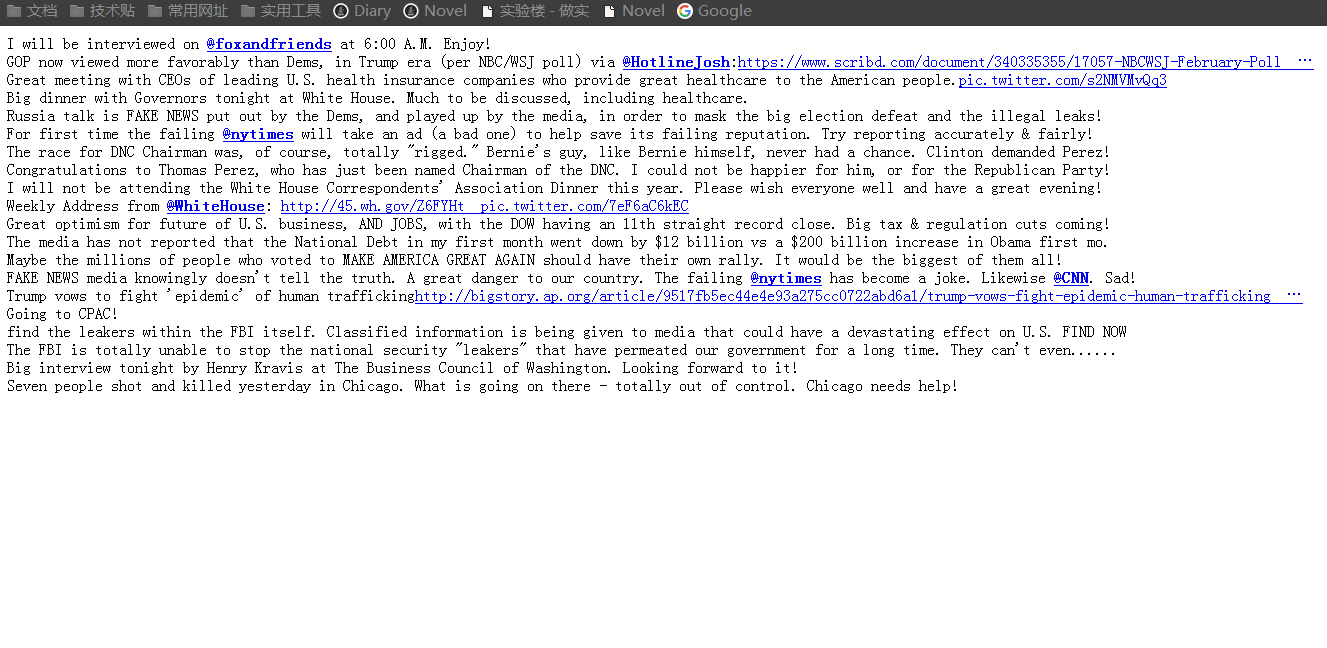 文档 技术贴 常用网址 实用工具 Diary Novel 实验楼 - 做实 Novel Google
I will be interviewed on @foxandfriends at 6:00 A.M. Enjoy!
GOP now viewed more favorably than Dems, in Trump era (per NBC/WSJ poll) via @HotlineJosh:https://www.scribd.com/document/340335355/17057-NBCWSJ-February-Poll …
Great meeting with CEOs of leading U.S. health insurance companies who provide great healthcare to the American people.pic.twitter.com/s2NMVMvQq3
Big dinner with Governors tonight at White House. Much to be discussed, including healthcare.
Russia talk is FAKE NEWS put out by the Dems, and played up by the media, in order to mask the big election defeat and the illegal leaks!
For first time the failing @nytimes will take an ad (a bad one) to help save its failing reputation. Try reporting accurately & fairly!
The race for DNC Chairman was, of course, totally "rigged." Bernie's guy, like Bernie himself, never had a chance. Clinton demanded Perez!
Congratulations to Thomas Perez, who has just been named Chairman of the DNC. I could not be happier for him, or for the Republican Party!
I will not be attending the White House Correspondents' Association Dinner this year. Please wish everyone well and have a great evening!
Weekly Address from @WhiteHouse: http://45.wh.gov/Z6FYHt pic.twitter.com/7eF6aC6kEC
Great optimism for future of U.S. business, AND JOBS, with the DOW having an 11th straight record close. Big tax & regulation cuts coming!
The media has not reported that the National Debt in my first month went down by $12 billion vs a $200 billion increase in Obama first mo.
Maybe the millions of people who voted to MAKE AMERICA GREAT AGAIN should have their own rally. It would be the biggest of them all!
FAKE NEWS media knowingly doesn't tell the truth. A great danger to our country. The failing @nytimes has become a joke. Likewise @CNN. Sad!
Trump vows to fight 'epidemic' of human traffickinghttp://bigstory.ap.org/article/9517fb5ec44e4e93a275cc0722abd6a1/trump-vows-fight-epidemic-human-trafficking …
Going to CPAC!
find the leakers within the FBI itself. Classified information is being given to media that could have a devastating effect on U.S. FIND NOW
The FBI is totally unable to stop the national security "leakers" that have permeated our government for a long time. They can't even......
Big interview tonight by Henry Kravis at The Business Council of Washington. Looking forward to it!
Seven people shot and killed yesterday in Chicago. What is going on there - totally out of control. Chicago needs help!